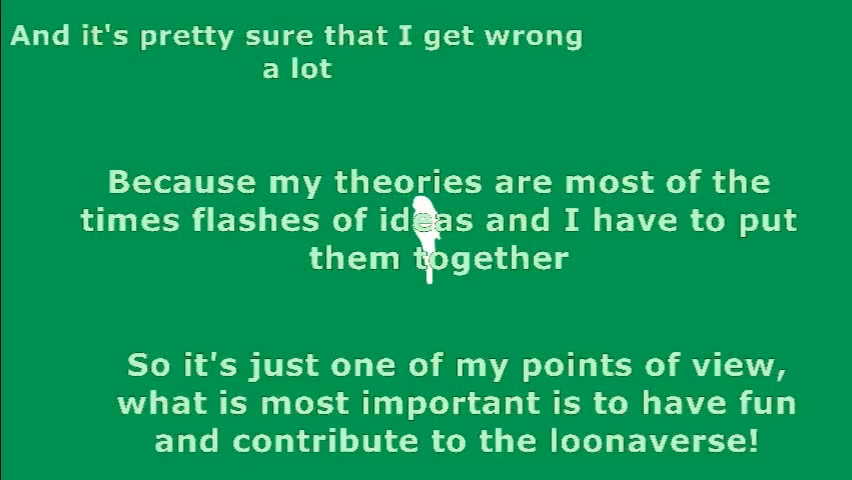 And it's pretty sure that I get wrong
a lot
Because my theories are most of the
times flashes of ideas and I have to put
them together
So it's just one of my points of view,
what is most important is to have fun
and contribute to the loonaverse!